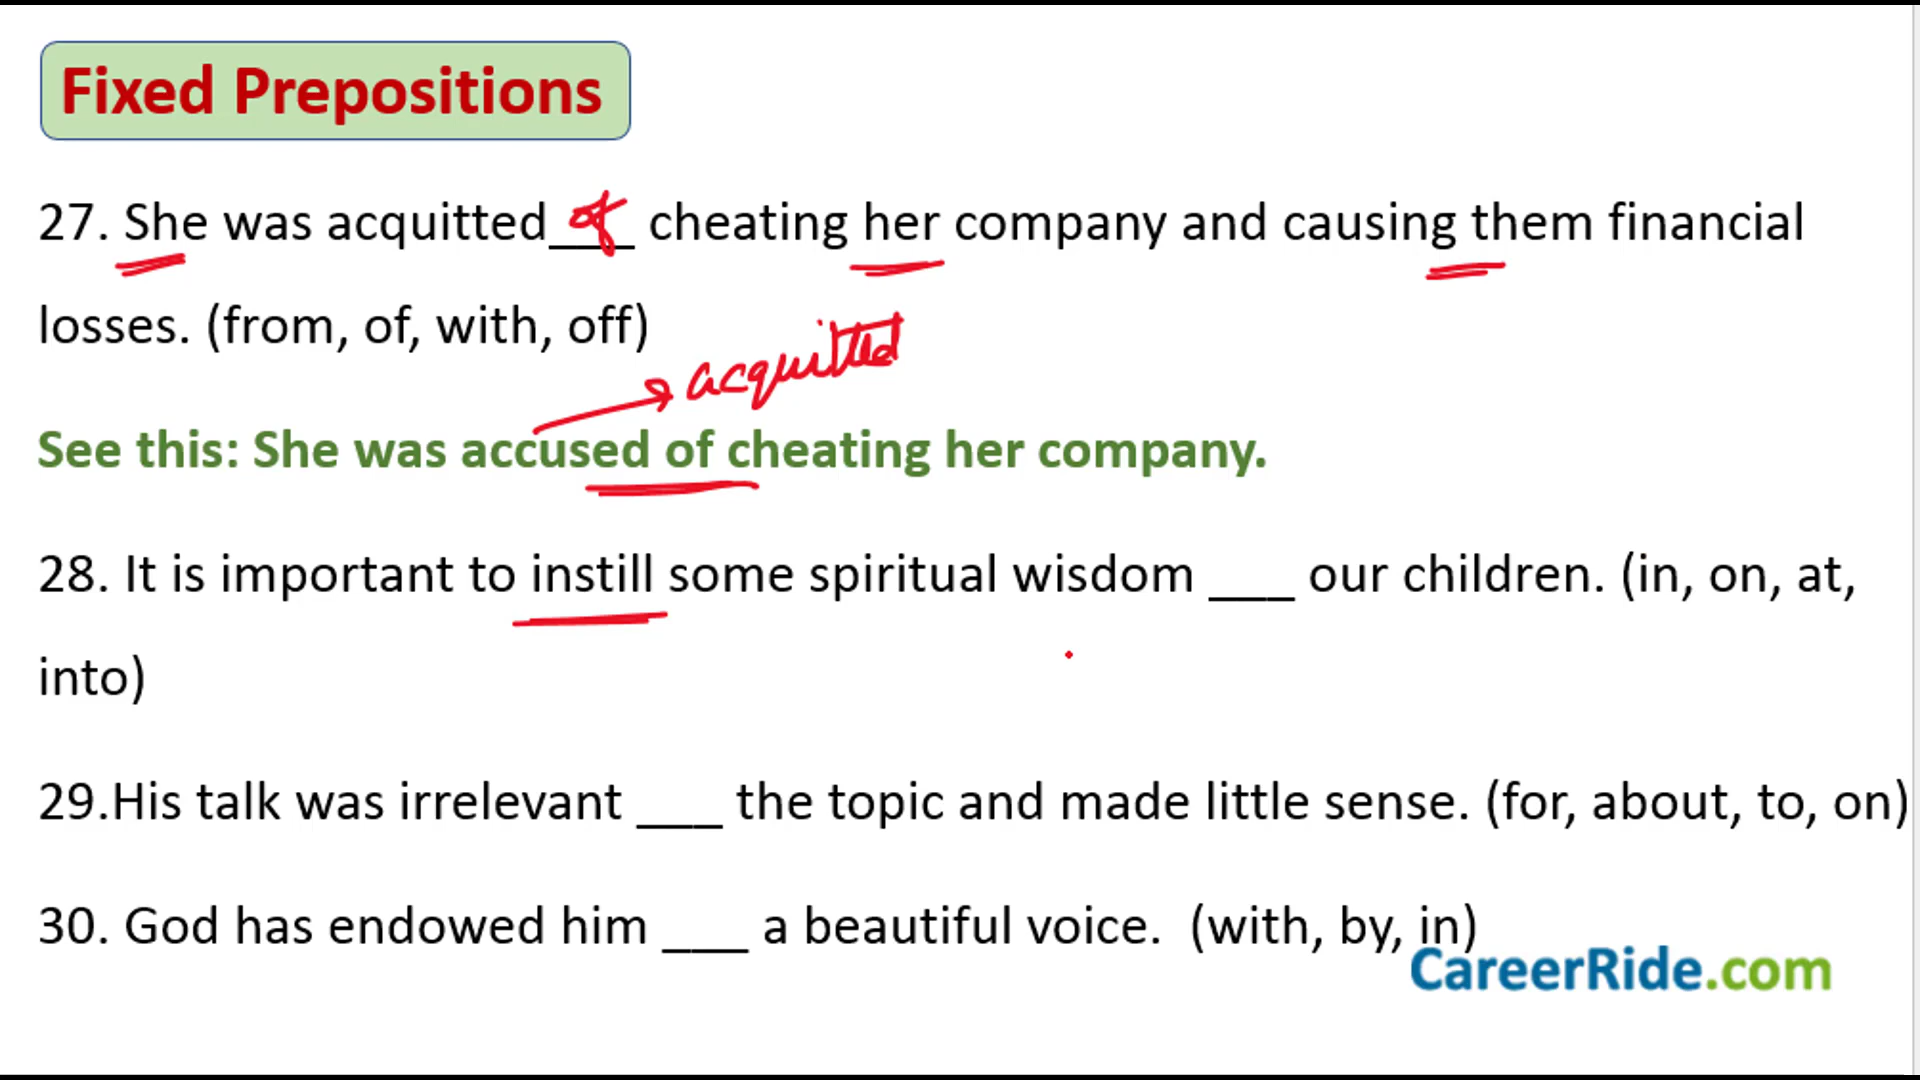 Fixed Prepositions
27. She was acquitted of cheating her company and causing them financial
losses. (from, of, with, off)
acquitted
See this: She was accused of cheating her company.
28. It is important to instill some spiritual wisdom ___ our children. (in, on, at,
into)
29.His talk was irrelevant ___ the topic and made little sense. (for, about, to, on)
30. God has endowed him ___ a beautiful voice. (with, by, in)
CareerRide.com